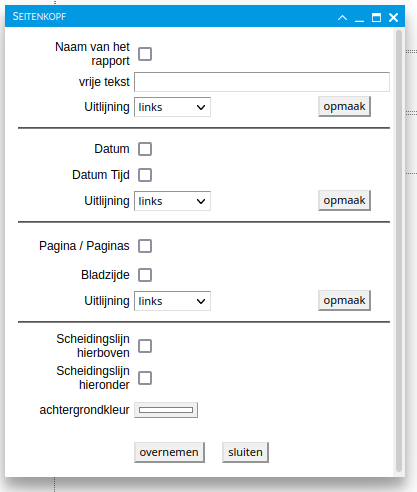 SEITENKOPF
Naam van het
rapport
vrije tekst
Uitlijning links opmaak
Datum
Datum Tijd
Uitlijning links opmaak
Pagina / Paginas
Bladzijde
Uitlijning links opmaak
Scheidingslijn
hierboven
Scheidingslijn
hieronder
achtergrondkleur
overnemen sluiten